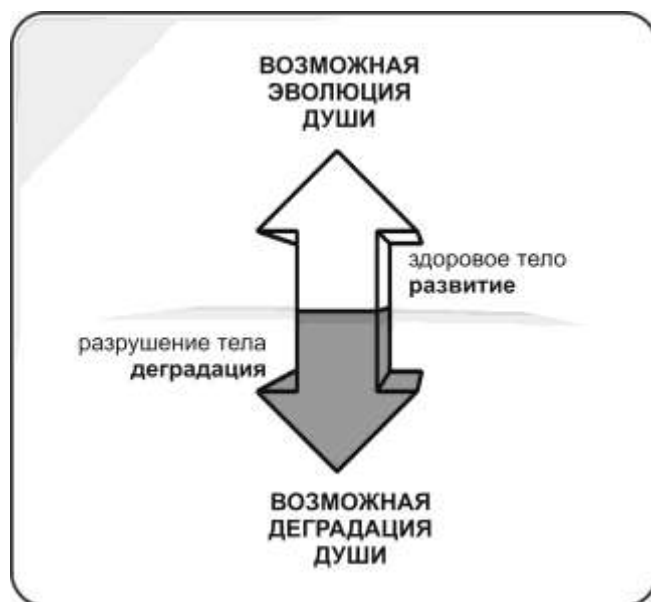 ВОЗМОЖНАЯ
ЭВОЛЮЦИЯ
ДУШИ
здоровое тело
развитие
разрушение тела
деградация
ВОЗМОЖНАЯ
ДЕГРАДАЦИЯ
ДУШИ